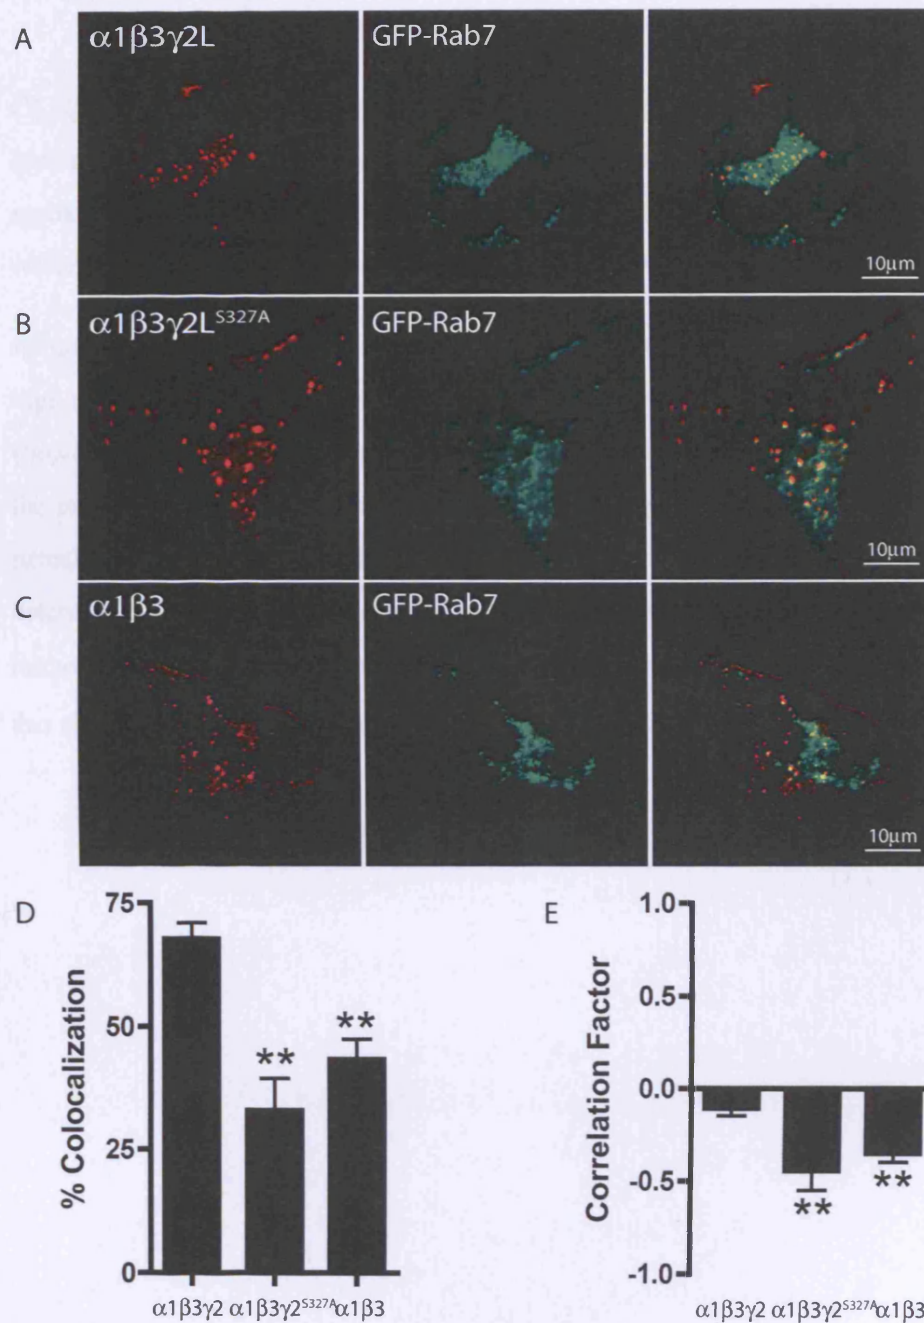 A α1β3γ2L GFP-Rab7
10μm
B α1β3γ2L^S327A GFP-Rab7
10μm
C α1β3 GFP-Rab7
10μm
D
% Colocalization
75
50
25
0
** **
α1β3γ2 α1β3γ2^S327A α1β3
E
Correlation Factor
1.0
0.5
0.0
-0.5
-1.0
** **
α1β3γ2 α1β3γ2^S327A α1β3